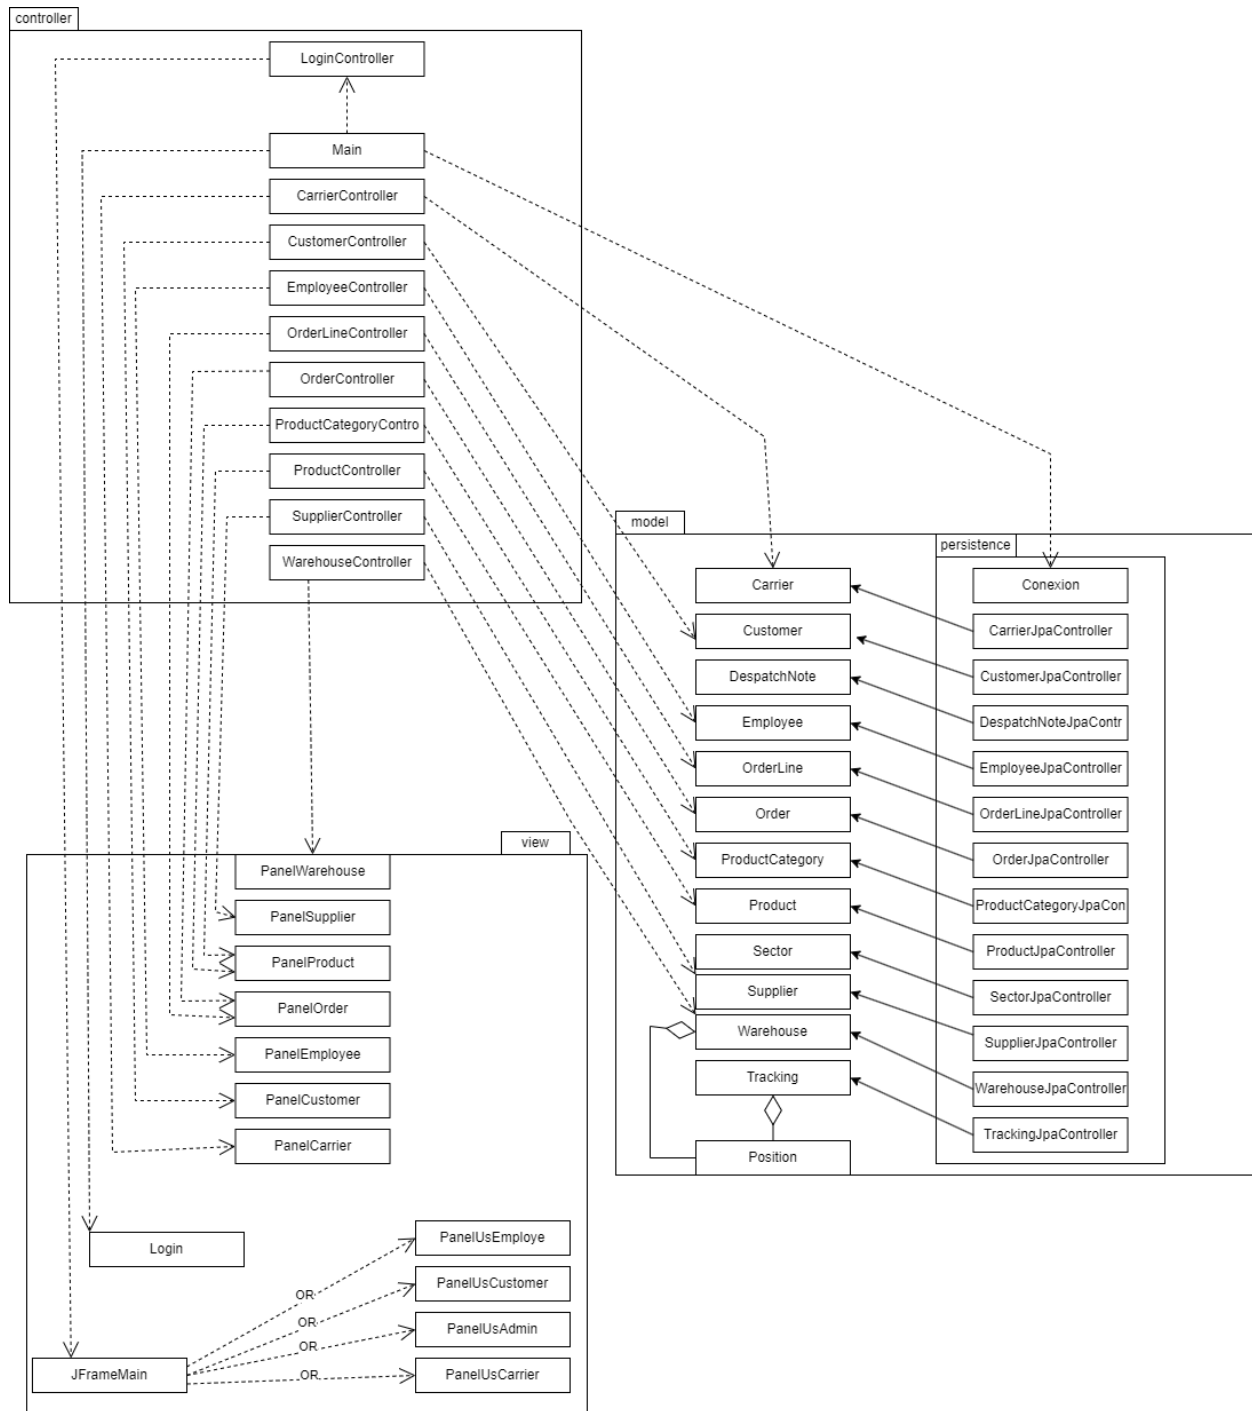 controller
LoginController
Main
CarrierController
CustomerController
EmployeeController
OrderLineController
OrderController
ProductCategoryContro
ProductController
SupplierController
WarehouseController
model
persistence
Carrier
Customer
DespatchNote
Employee
OrderLine
Order
ProductCategory
Product
Sector
Supplier
Warehouse
Tracking
Position
Conexion
CarrierJpaController
CustomerJpaController
DespatchNoteJpaContr
EmployeeJpaController
OrderLineJpaController
OrderJpaController
ProductCategoryJpaCon
ProductJpaController
SectorJpaController
SupplierJpaController
WarehouseJpaController
TrackingJpaController
view
PanelWarehouse
PanelSupplier
PanelProduct
PanelOrder
PanelEmployee
PanelCustomer
PanelCarrier
Login
JFrameMain
OR
OR
OR
OR
PanelUsEmploye
PanelUsCustomer
PanelUsAdmin
PanelUsCarrier